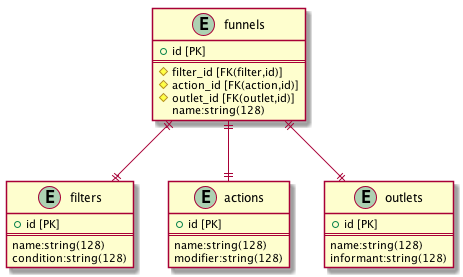 E funnels
id [PK]
filter_id [FK(filter,id)]
action_id [FK(action,id)]
outlet_id [FK(outlet,id)]
name:string(128)
E filters
id [PK]
name:string(128)
condition:string(128)
E actions
id [PK]
name:string(128)
modifier:string(128)
E outlets
id [PK]
name:string(128)
informant:string(128)